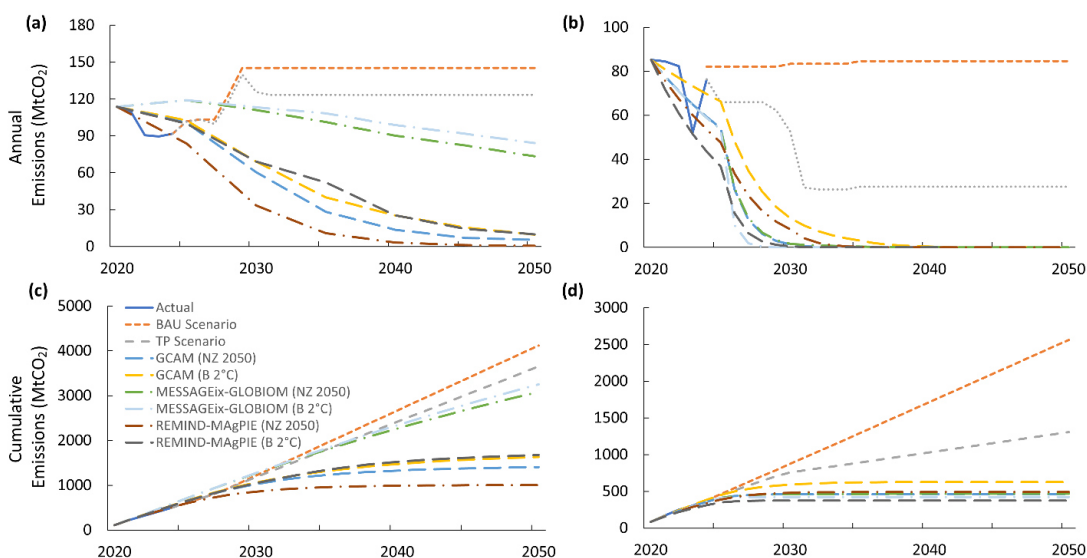 (a)
(b)
Annual
Emissions (MtCO₂)
180
150
120
90
60
30
0
2020
2030
2040
2050
100
80
60
40
20
0
2020
2030
2040
2050
(c)
(d)
Cumulative
Emissions (MtCO₂)
5000
4000
3000
2000
1000
0
2020
2030
2040
2050
Actual
BAU Scenario
TP Scenario
GCAM (NZ 2050)
GCAM (B 2°C)
MESSAGEix-GLOBIOM (NZ 2050)
MESSAGEix-GLOBIOM (B 2°C)
REMIND-MAgPIE (NZ 2050)
REMIND-MAgPIE (B 2°C)
3000
2500
2000
1500
1000
500
0
2020
2030
2040
2050